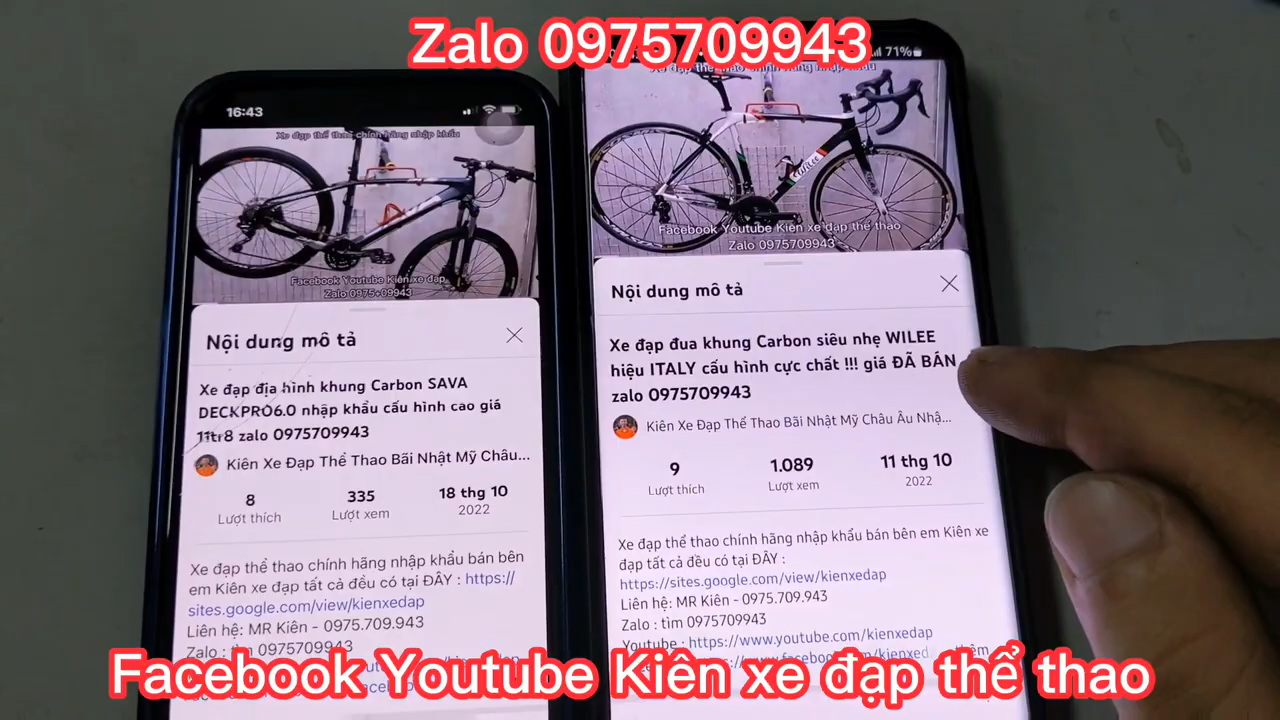 Zalo 0975709943
16:43
Xe đạp thể thao chính hãng nhập khẩu
Facebook Youtube Kiên xe đạp
Nội dung mô tả
Xe đạp địa hình khung Carbon SAVA
DECKPRO6.0 nhập khẩu cấu hình cao giá
11tr8 zalo 0975709943
Kiên Xe Đạp Thể Thao Bãi Nhật Mỹ Châu...
8
335
18 thg 10
Lượt thích
Lượt xem
2022
Xe đạp thể thao chính hãng nhập khẩu bán bên
em Kiên xe đạp tất cả đều có tại ĐÂY : https://
sites.google.com/view/kienxedap
Liên hệ: MR Kiên - 0975.709.943
Zalo : tìm 0975709943
71%
Xe đạp thể thao chính hãng nhập khẩu
WILEE
Facebook Youtube Kiên xe đạp thể thao
Zalo 0975709943
Nội dung mô tả
Xe đạp đua khung Carbon siêu nhẹ WILEE
hiệu ITALY cấu hình cực chất !!! giá ĐÃ BÁN
zalo 0975709943
Kiên Xe Đạp Thể Thao Bãi Nhật Mỹ Châu Âu Nhậ...
9
1.089
11 thg 10
Lượt thích
Lượt xem
2022
Xe đạp thể thao chính hãng nhập khẩu bán bên em Kiên xe
đạp tất cả đều có tại ĐÂY :
https://sites.google.com/view/kienxedap
Liên hệ: MR Kiên - 0975.709.943
Zalo : tìm 0975709943
Youtube : https://www.youtube.com/kienxedap
Facebook Youtube Kiên xe đạp thể thao